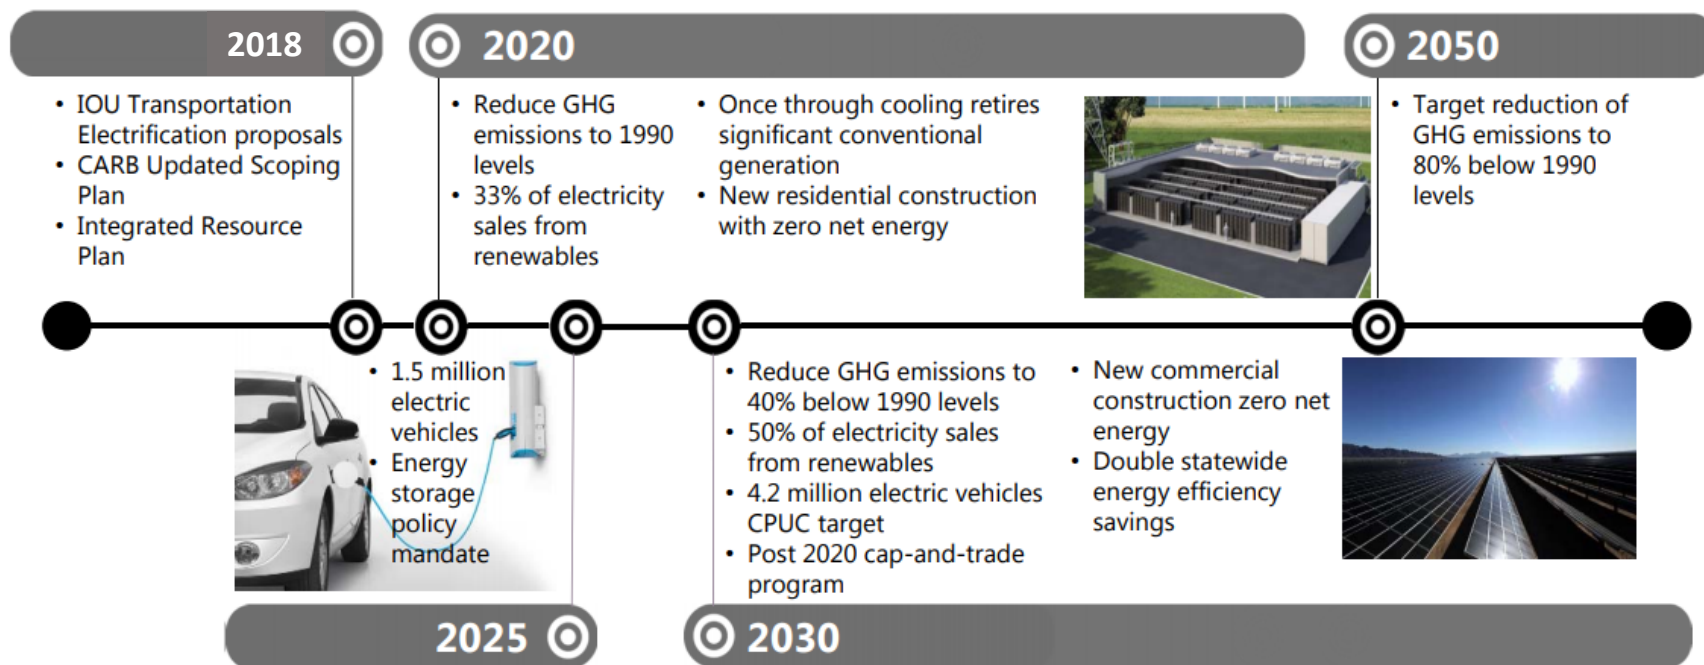 2018
• IOU Transportation
Electrification proposals
• CARB Updated Scoping
Plan
• Integrated Resource
Plan
2020
• Reduce GHG
emissions to 1990
levels
• 33% of electricity
sales from
renewables
• Once through cooling retires
significant conventional
generation
• New residential construction
with zero net energy
2050
• Target reduction of
GHG emissions to
80% below 1990
levels
• 1.5 million
electric
vehicles
• Energy
storage
policy
mandate
2025
• Reduce GHG emissions to
40% below 1990 levels
• 50% of electricity sales
from renewables
• 4.2 million electric vehicles
CPUC target
• Post 2020 cap-and-trade
program
• New commercial
construction zero net
energy
• Double statewide
energy efficiency
savings
2030